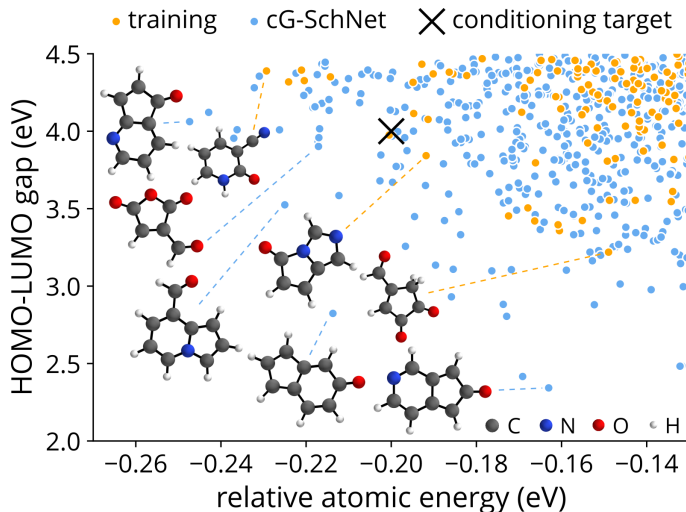 training cG-SchNet conditioning target
HOMO-LUMO gap (eV)
4.5
4.0
3.5
3.0
2.5
2.0
C N O H
−0.26 −0.24 −0.22 −0.20 −0.18 −0.16 −0.14
relative atomic energy (eV)